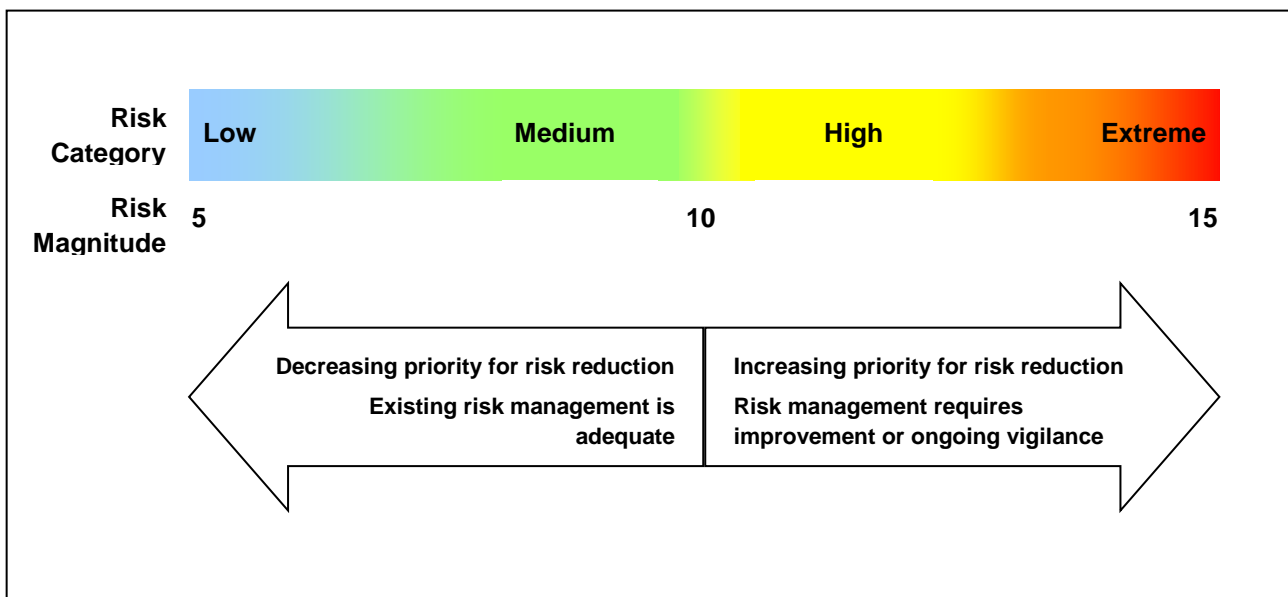 Risk
Category
Low Medium High Extreme
Risk
Magnitude
5 10 15
Decreasing priority for risk reduction
Existing risk management is
adequate
Increasing priority for risk reduction
Risk management requires
improvement or ongoing vigilance